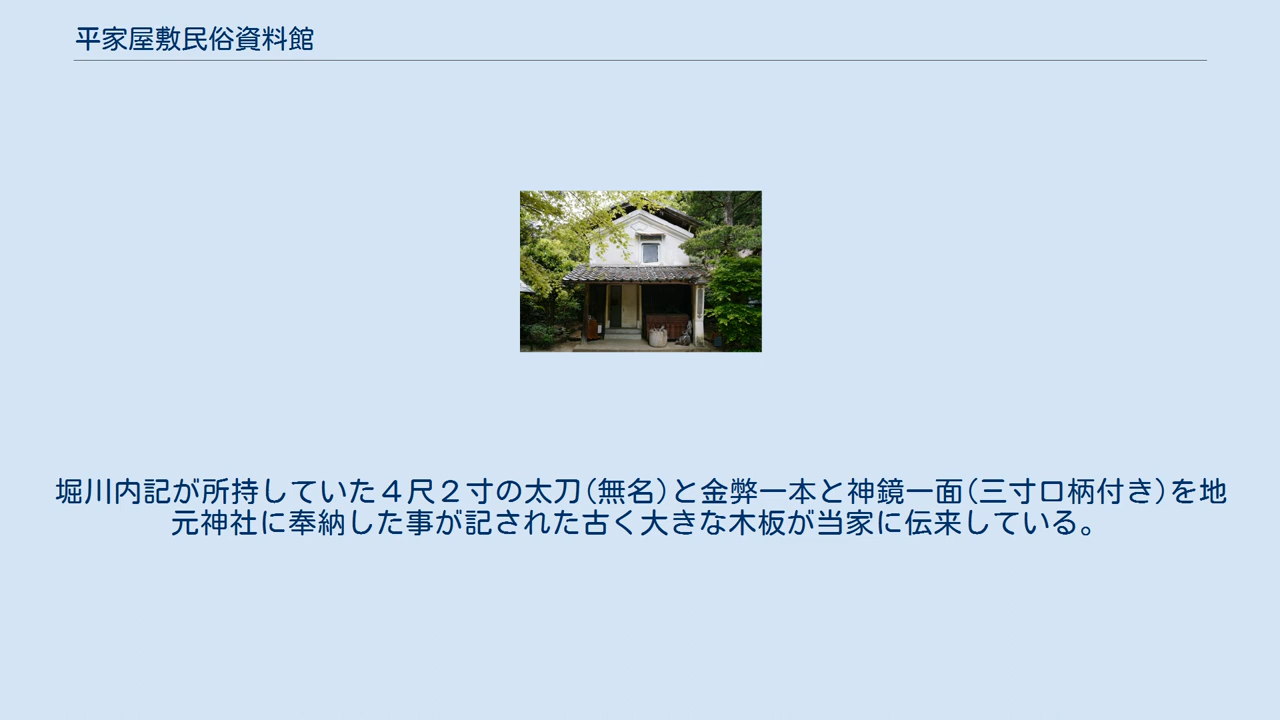 平家屋敷民俗資料館
堀川内記が所持していた４尺２寸の太刀(無名)と金弊一本と神鏡一面(三寸口柄付き)を地
元神社に奉納した事が記された古く大きな木板が当家に伝来している。